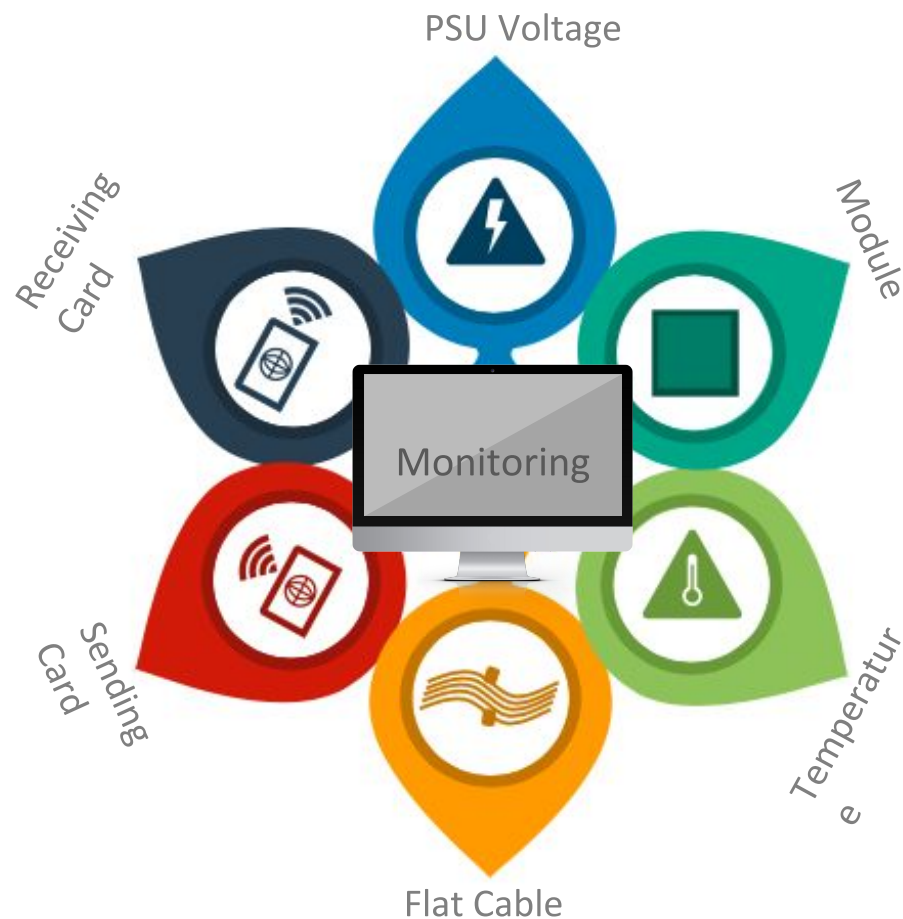 PSU Voltage
Receiving
Card
Module
Monitoring
Sending
Card
Temperatur
e
Flat Cable